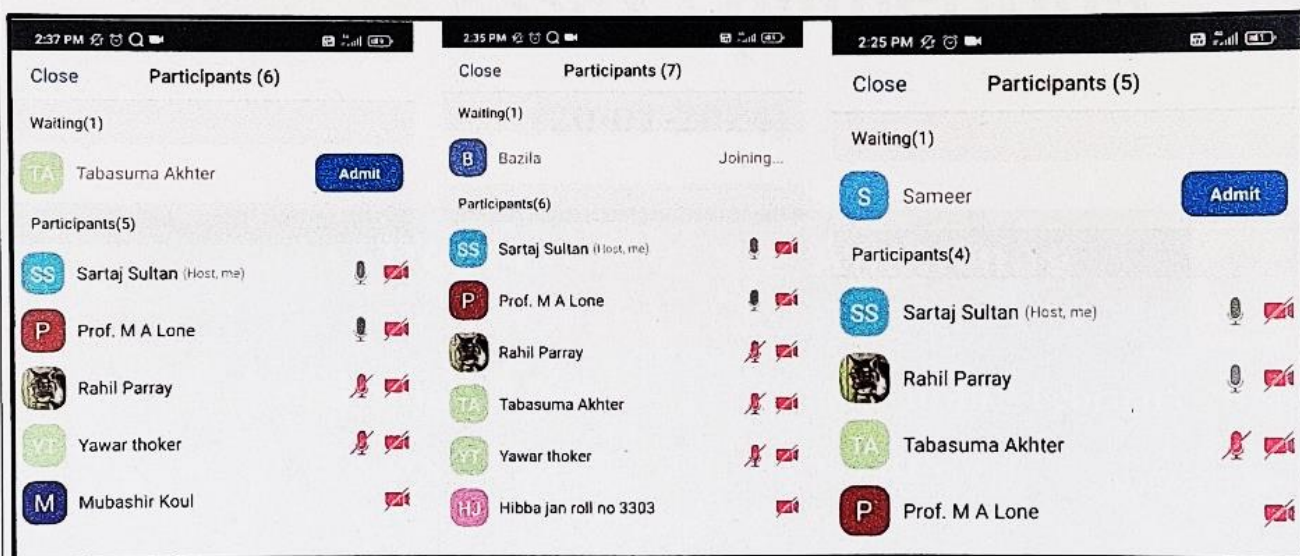 2:37 PM
Close Participants (6)
Waiting(1)
TA Tabasuma Akhter Admit
Participants(5)
SS Sartaj Sultan (Host, me)
P Prof. M A Lone
Rahil Parray
YT Yawar thoker
M Mubashir Koul
2:35 PM
Close Participants (7)
Waiting(1)
B Bazila Joining...
Participants(6)
SS Sartaj Sultan (Host, me)
P Prof. M A Lone
Rahil Parray
TA Tabasuma Akhter
YT Yawar thoker
HJ Hibba jan roll no 3303
2:25 PM
Close Participants (5)
Waiting(1)
S Sameer Admit
Participants(4)
SS Sartaj Sultan (Host, me)
Rahil Parray
TA Tabasuma Akhter
P Prof. M A Lone